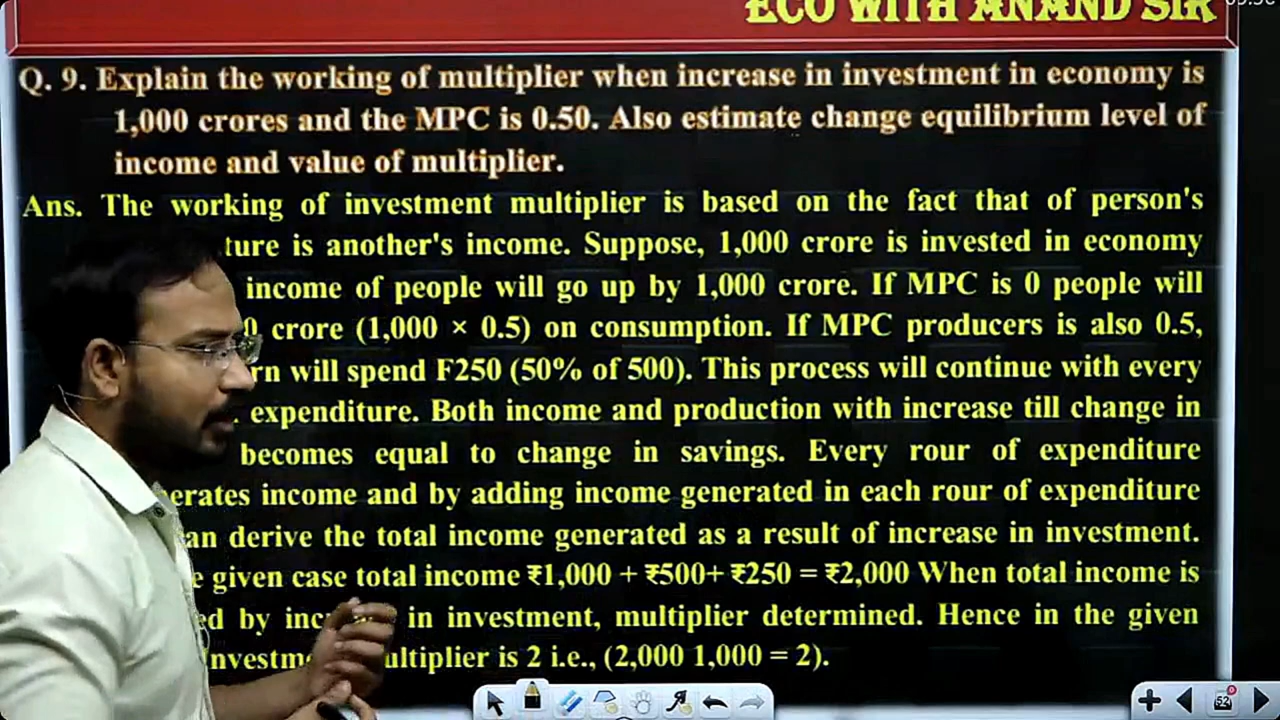 ECO WITH ANAND SIR
Q. 9. Explain the working of multiplier when increase in investment in economy is
1,000 crores and the MPC is 0.50. Also estimate change equilibrium level of
income and value of multiplier.
Ans. The working of investment multiplier is based on the fact that of person's
ture is another's income. Suppose, 1,000 crore is invested in economy
income of people will go up by 1,000 crore. If MPC is 0 people will
0 crore (1,000 × 0.5) on consumption. If MPC producers is also 0.5,
rn will spend F250 (50% of 500). This process will continue with every
expenditure. Both income and production with increase till change in
becomes equal to change in savings. Every rour of expenditure
erates income and by adding income generated in each rour of expenditure
an derive the total income generated as a result of increase in investment.
e given case total income ₹1,000 + ₹500+ ₹250 = ₹2,000 When total income is
ed by inc in investment, multiplier determined. Hence in the given
nvestm ultiplier is 2 i.e., (2,000 1,000 = 2).
52